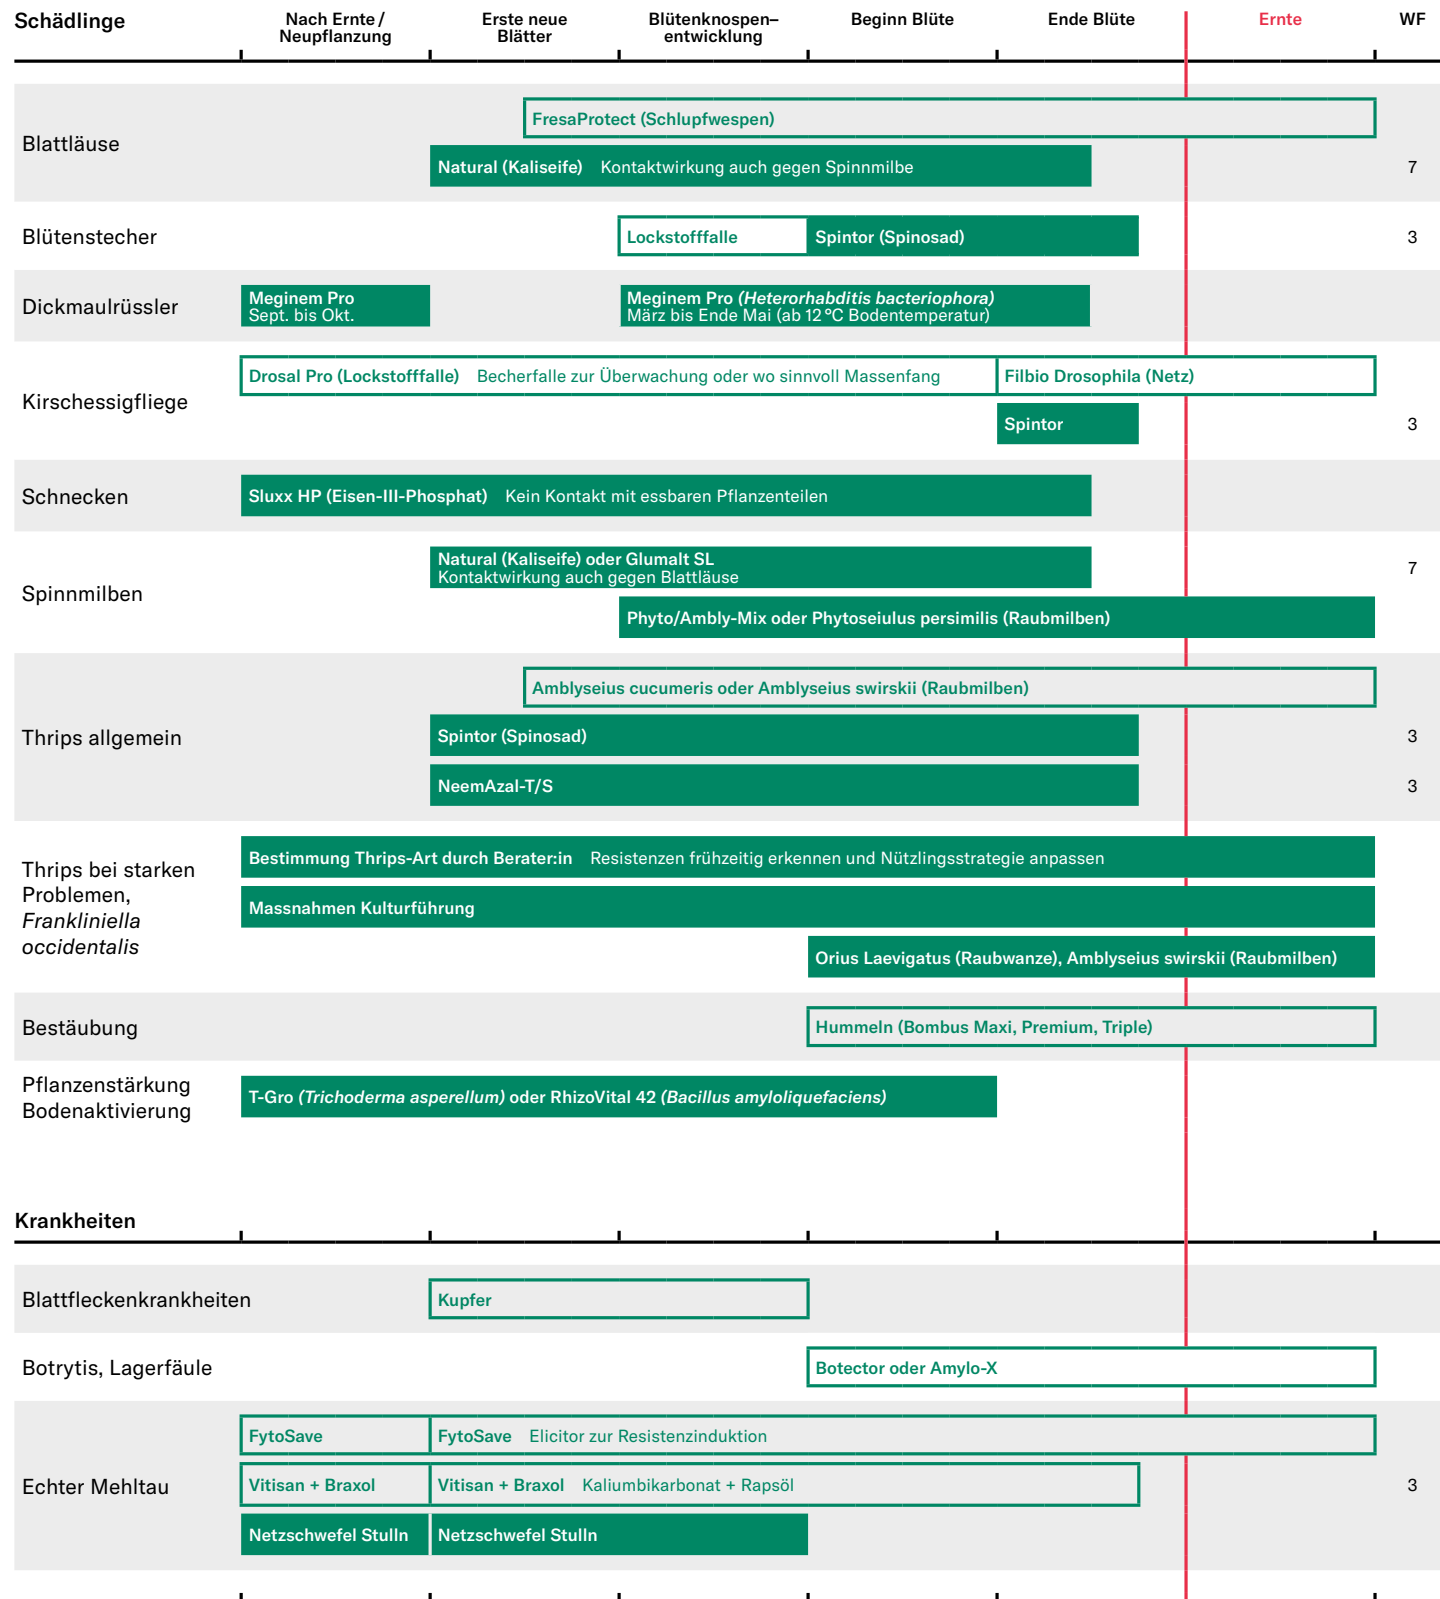 Schädlinge
Nach Ernte /
Neupflanzung
Erste neue
Blätter
Blütenknospen–
entwicklung
Beginn Blüte
Ende Blüte
Ernte
WF
Blattläuse
FresaProtect (Schlupfwespen)
Natural (Kaliseife) Kontaktwirkung auch gegen Spinnmilbe
7
Blütenstecher
Lockstofffalle
Spintor (Spinosad)
3
Dickmaulrüssler
Meginem Pro
Sept. bis Okt.
Meginem Pro (Heterorhabditis bacteriophora)
März bis Ende Mai (ab 12 °C Bodentemperatur)
Kirschessigfliege
Drosal Pro (Lockstofffalle) Becherfalle zur Überwachung oder wo sinnvoll Massenfang
Filbio Drosophila (Netz)
Spintor
3
Schnecken
Sluxx HP (Eisen-III-Phosphat) Kein Kontakt mit essbaren Pflanzenteilen
Spinnmilben
Natural (Kaliseife) oder Glumalt SL
Kontaktwirkung auch gegen Blattläuse
7
Phyto/Ambly-Mix oder Phytoseiulus persimilis (Raubmilben)
Thrips allgemein
Amblyseius cucumeris oder Amblyseius swirskii (Raubmilben)
Spintor (Spinosad)
3
NeemAzal-T/S
3
Thrips bei starken
Problemen,
Frankliniella
occidentalis
Bestimmung Thrips-Art durch Berater:in Resistenzen frühzeitig erkennen und Nützlingsstrategie anpassen
Massnahmen Kulturführung
Orius Laevigatus (Raubwanze), Amblyseius swirskii (Raubmilben)
Bestäubung
Hummeln (Bombus Maxi, Premium, Triple)
Pflanzenstärkung
Bodenaktivierung
T-Gro (Trichoderma asperellum) oder RhizoVital 42 (Bacillus amyloliquefaciens)
Krankheiten
Blattfleckenkrankheiten
Kupfer
Botrytis, Lagerfäule
Botector oder Amylo-X
Echter Mehltau
FytoSave
FytoSave Elicitor zur Resistenzinduktion
Vitisan + Braxol
Vitisan + Braxol Kaliumbikarbonat + Rapsöl
3
Netzschwefel Stulln
Netzschwefel Stulln